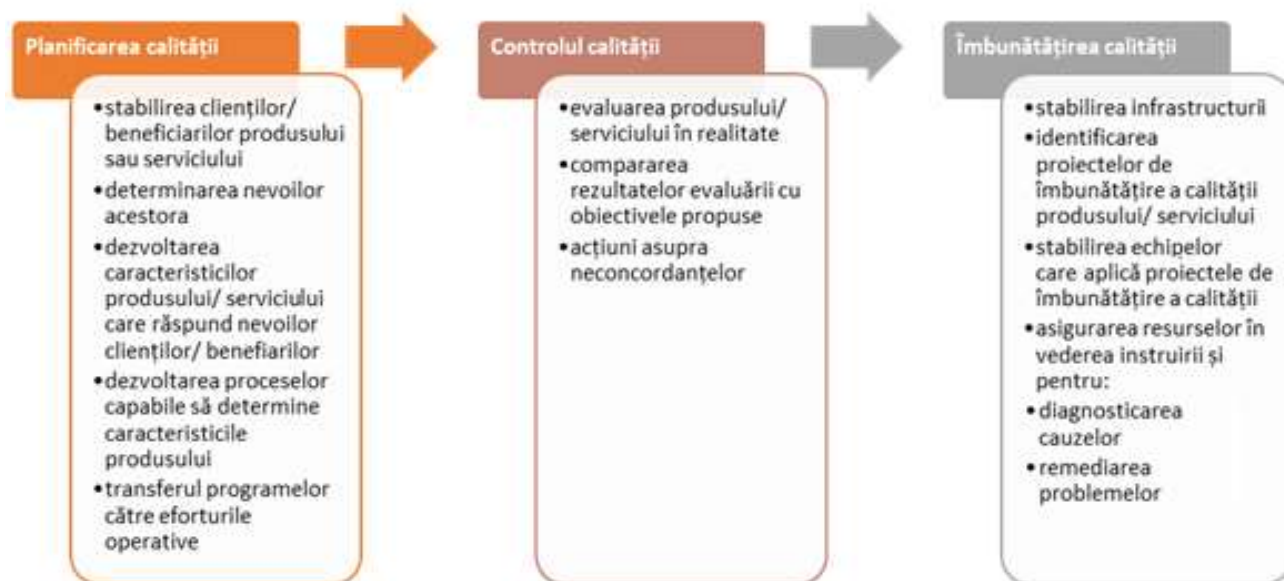 Planificarea calității
•stabilirea clienților/
beneficiarilor produsului
sau serviciului
•determinarea nevoilor
acestora
•dezvoltarea
caracteristicilor
produsului/ serviciului
care răspund nevoilor
clienților/ benefiarilor
•dezvoltarea proceselor
capabile să determine
caracteristicile
produsului
•transferul programelor
către eforturile
operative
Controlul calității
•evaluarea produsului/
serviciului în realitate
•compararea
rezultatelor evaluării cu
obiectivele propuse
•acțiuni asupra
neconcordanțelor
Îmbunătățirea calității
•stabilirea infrastructurii
•identificarea
proiectelor de
îmbunătățire a calității
produsului/ serviciului
•stabilirea echipelor
care aplică proiectele de
îmbunătățire a calității
•asigurarea resurselor în
vederea instruirii și
pentru:
•diagnosticarea
cauzelor
•remedierea
problemelor